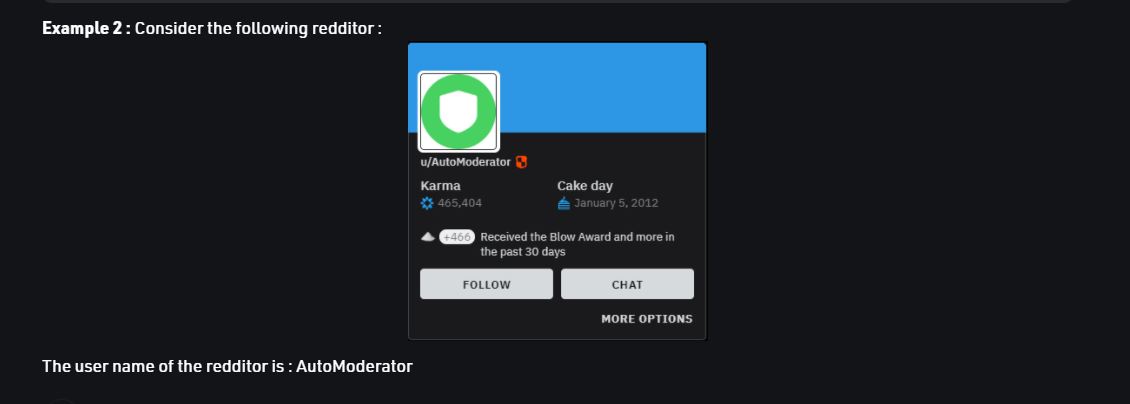 Example 2 : Consider the following redditor :
u/AutoModerator
Karma
Cake day
465,404
January 5, 2012
+466
Received the Blow Award and more in
the past 30 days
FOLLOW
CHAT
MORE OPTIONS
The user name of the redditor is : AutoModerator